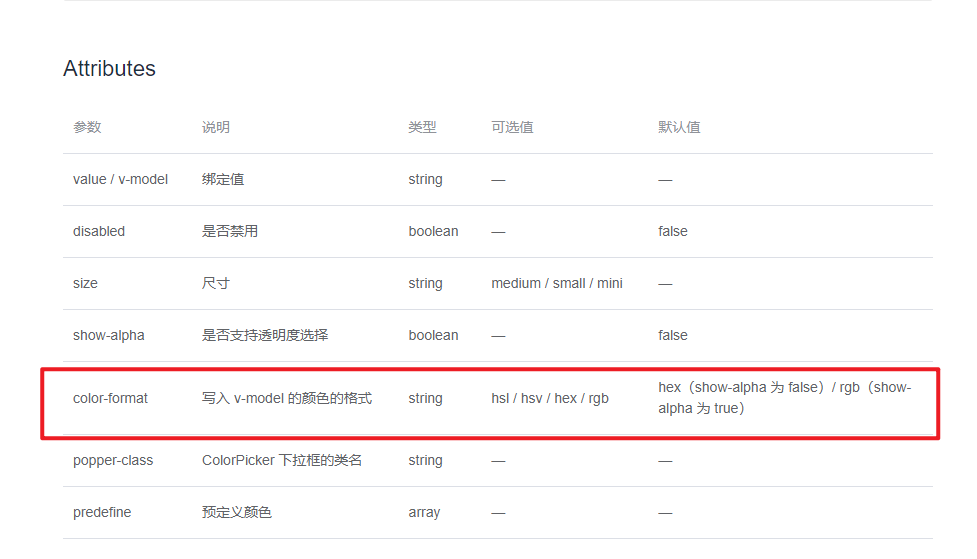 Attributes
参数 说明 类型 可选值 默认值
value / v-model 绑定值 string — —
disabled 是否禁用 boolean — false
size 尺寸 string medium / small / mini —
show-alpha 是否支持透明度选择 boolean — false
color-format 写入 v-model 的颜色的格式 string hsl / hsv / hex / rgb hex（show-alpha 为 false）/ rgb（show-
alpha 为 true）
popper-class ColorPicker 下拉框的类名 string — —
predefine 预定义颜色 array — —